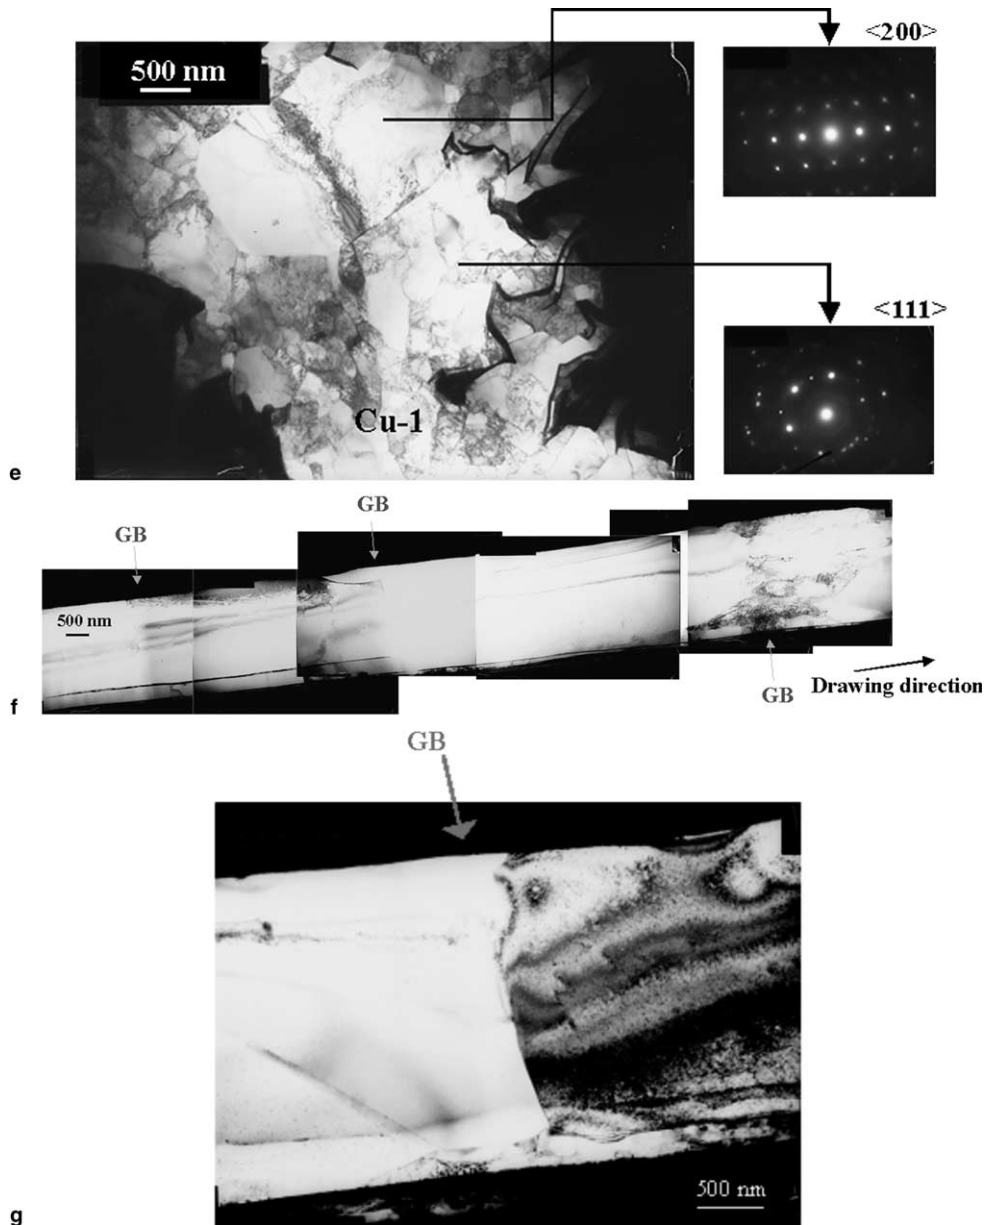 <200>
500 nm
<111>
Cu-1
e
GB
GB
500 nm
GB
Drawing direction
f
GB
500 nm
g